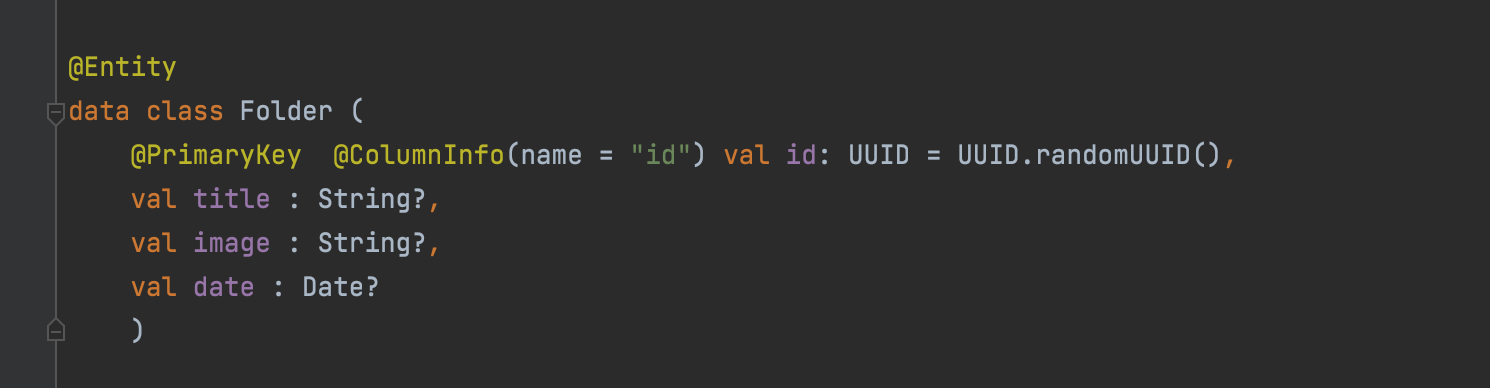 @Entity
data class Folder (
    @PrimaryKey  @ColumnInfo(name = "id") val id: UUID = UUID.randomUUID(),
    val title : String?,
    val image : String?,
    val date : Date?
    )